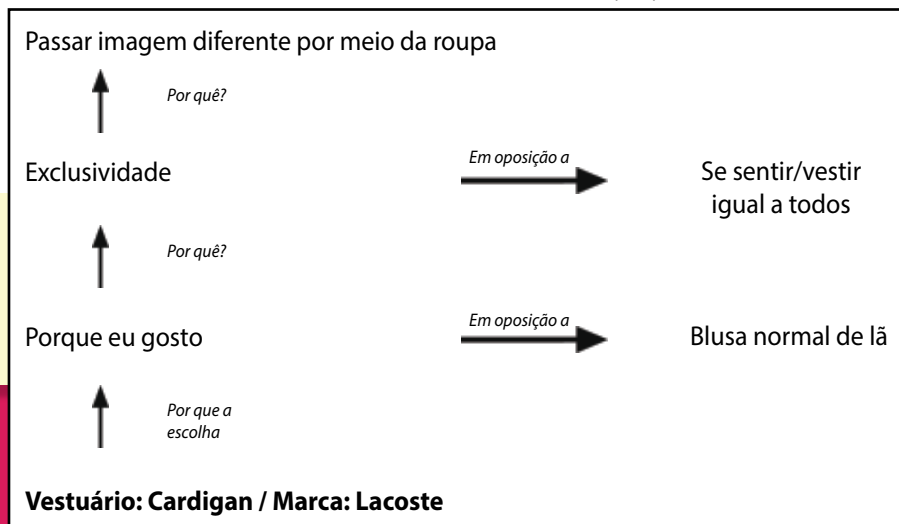 Passar imagem diferente por meio da roupa
Por quê?
Exclusividade
Em oposição a
Se sentir/vestir
igual a todos
Por quê?
Porque eu gosto
Em oposição a
Blusa normal de lã
Por que a
escolha
Vestuário: Cardigan / Marca: Lacoste